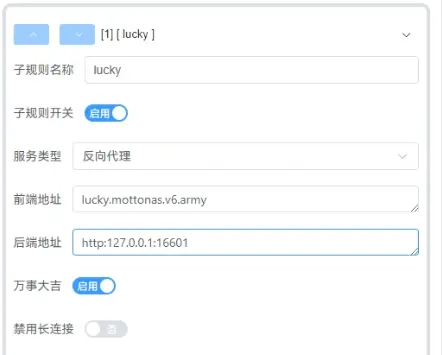 [1] [ lucky ]
子规则名称 lucky
子规则开关 启用
服务类型 反向代理
前端地址 lucky.mottonas.v6.army
后端地址 http:127.0.0.1:16601
万事大吉 启用
禁用长连接 否